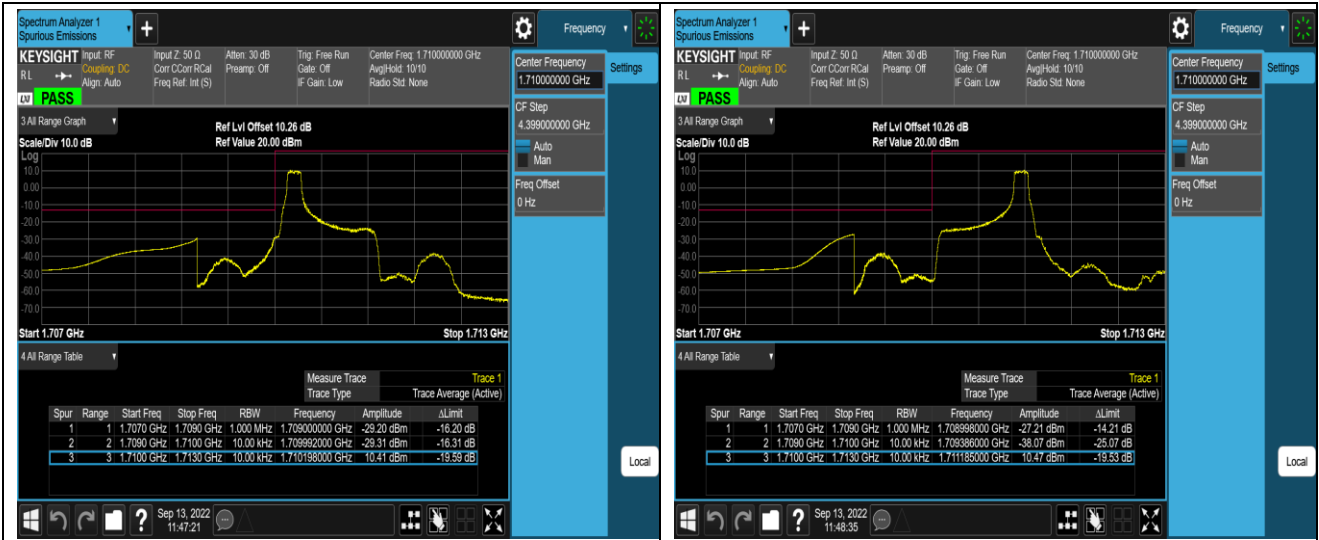 Spectrum Analyzer 1
Spurious Emissions
Frequency
KEYSIGHT Input: RF Input Z: 50 Ω Atten: 30 dB Trig: Free Run Center Freq: 1.710000000 GHz
Coupling: DC Corr CCorr RCal Preamp: Off Gate: Off Avg|Hold: 10/10
R L Align: Auto Freq Ref: Int (S) IF Gain: Low Radio Std: None
LXI PASS
Center Frequency
1.710000000 GHz
Settings
CF Step
4.399000000 GHz
Auto
Man
Freq Offset
0 Hz
3 All Range Graph
Ref Lvl Offset 10.26 dB
Scale/Div 10.0 dB Ref Value 20.00 dBm
Log
10.0
0.00
-10.0
-20.0
-30.0
-40.0
-50.0
-60.0
-70.0
Start 1.707 GHz Stop 1.713 GHz
4 All Range Table
Measure Trace Trace 1
Trace Type Trace Average (Active)
Spur Range Start Freq Stop Freq RBW Frequency Amplitude ΔLimit
1 1 1.7070 GHz 1.7090 GHz 1.000 MHz 1.709000000 GHz -29.20 dBm -16.20 dB
2 2 1.7090 GHz 1.7100 GHz 10.00 kHz 1.709992000 GHz -29.31 dBm -16.31 dB
3 3 1.7100 GHz 1.7130 GHz 10.00 kHz 1.710198000 GHz 10.41 dBm -19.59 dB
Local
?
Sep 13, 2022
11:47:21
Spectrum Analyzer 1
Spurious Emissions
Frequency
KEYSIGHT Input: RF Input Z: 50 Ω Atten: 30 dB Trig: Free Run Center Freq: 1.710000000 GHz
Coupling: DC Corr CCorr RCal Preamp: Off Gate: Off Avg|Hold: 10/10
R L Align: Auto Freq Ref: Int (S) IF Gain: Low Radio Std: None
LXI PASS
Center Frequency
1.710000000 GHz
Settings
CF Step
4.399000000 GHz
Auto
Man
Freq Offset
0 Hz
3 All Range Graph
Ref Lvl Offset 10.26 dB
Scale/Div 10.0 dB Ref Value 20.00 dBm
Log
10.0
0.00
-10.0
-20.0
-30.0
-40.0
-50.0
-60.0
-70.0
Start 1.707 GHz Stop 1.713 GHz
4 All Range Table
Measure Trace Trace 1
Trace Type Trace Average (Active)
Spur Range Start Freq Stop Freq RBW Frequency Amplitude ΔLimit
1 1 1.7070 GHz 1.7090 GHz 1.000 MHz 1.708998000 GHz -27.21 dBm -14.21 dB
2 2 1.7090 GHz 1.7100 GHz 10.00 kHz 1.709386000 GHz -38.07 dBm -25.07 dB
3 3 1.7100 GHz 1.7130 GHz 10.00 kHz 1.711185000 GHz 10.47 dBm -19.53 dB
Local
?
Sep 13, 2022
11:48:35